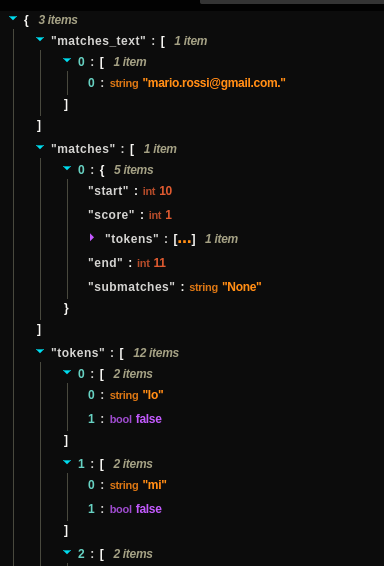 { 3 items
"matches_text" : [ 1 item
0 : [ 1 item
0 : string "mario.rossi@gmail.com."
]
]
"matches" : [ 1 item
0 : { 5 items
"start" : int 10
"score" : int 1
"tokens" : [...] 1 item
"end" : int 11
"submatches" : string "None"
}
]
"tokens" : [ 12 items
0 : [ 2 items
0 : string "Io"
1 : bool false
]
1 : [ 2 items
0 : string "mi"
1 : bool false
]
2 : [ 2 items